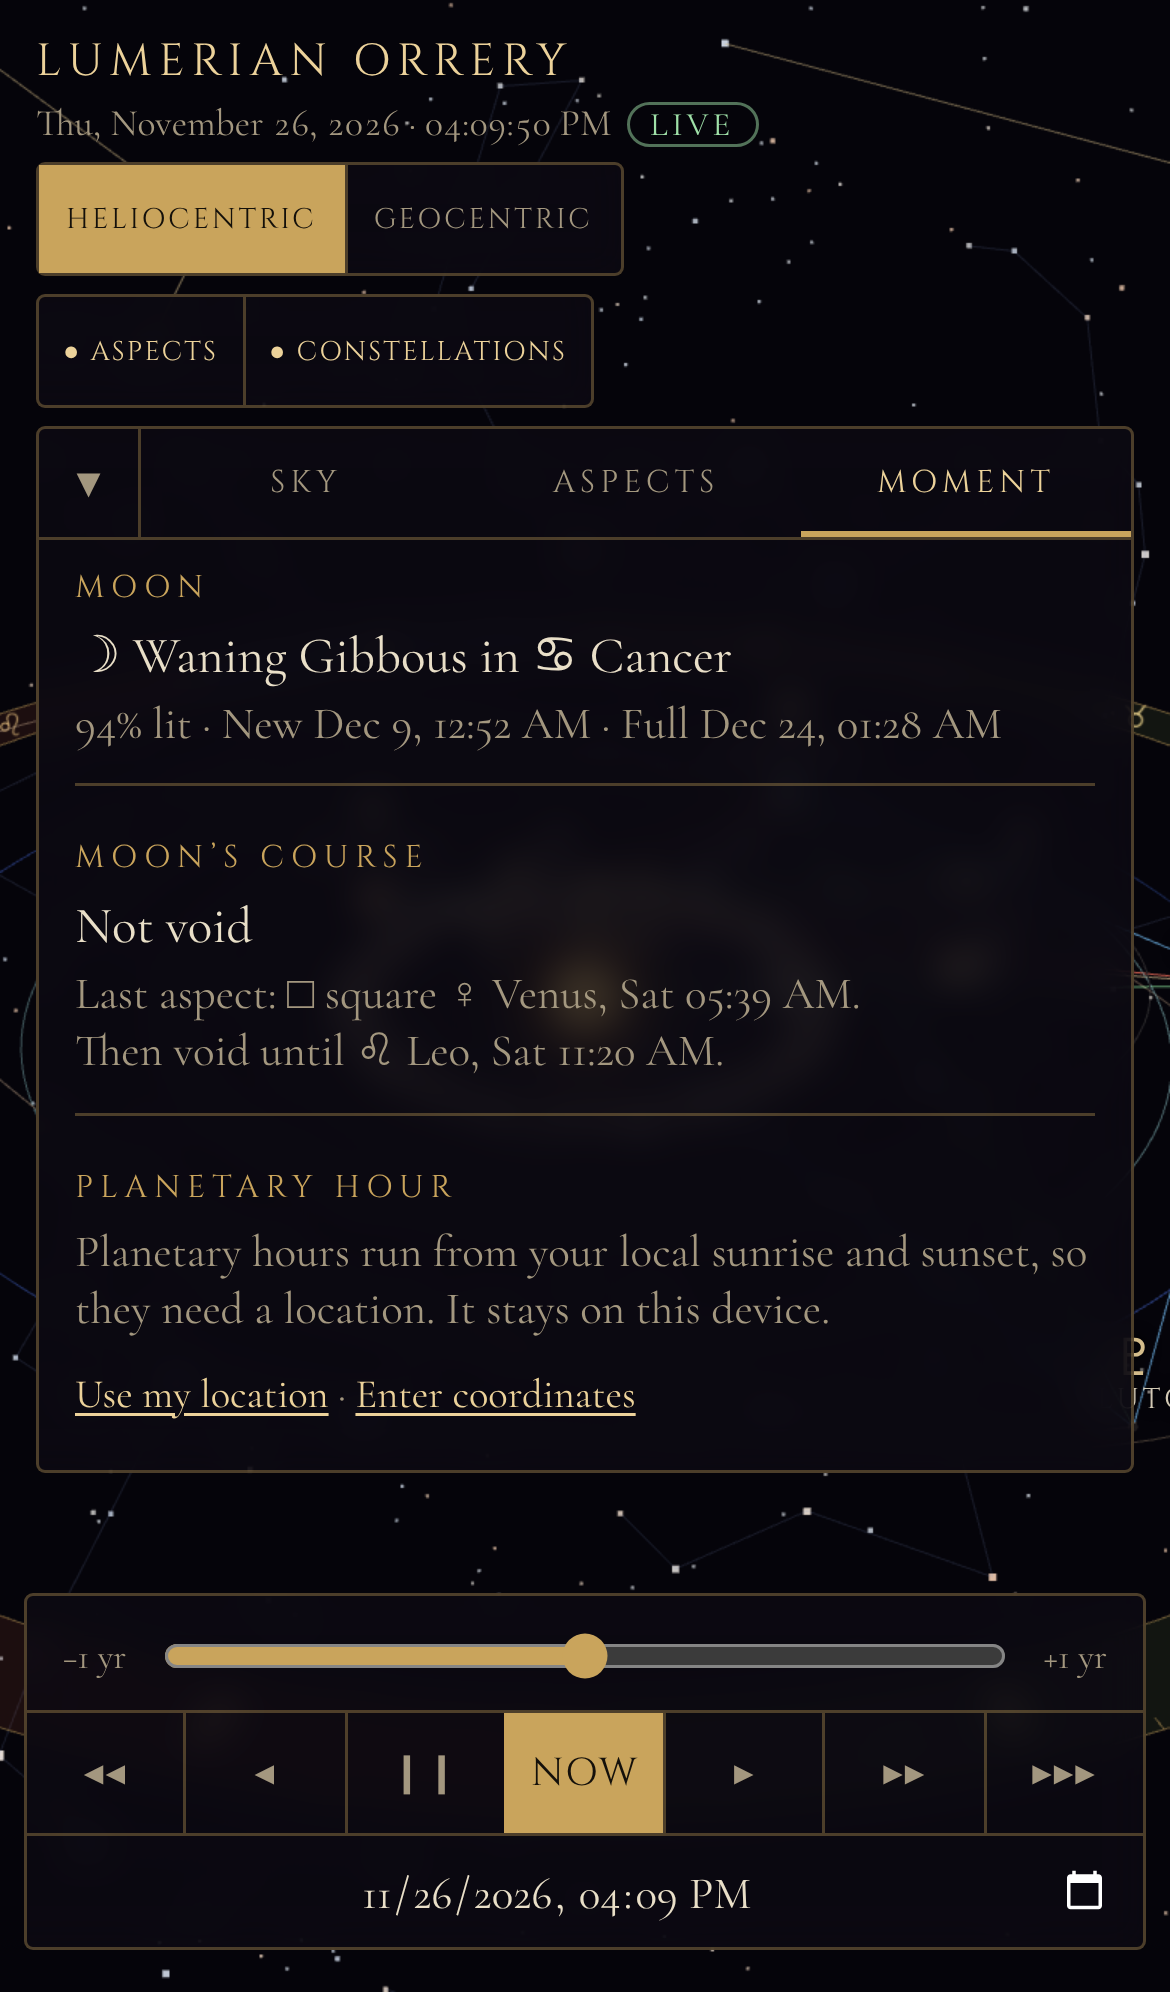 LUMERIAN ORRERY
Thu, November 26, 2026 · 04:09:50 PM LIVE
HELIOCENTRIC GEOCENTRIC
● ASPECTS ● CONSTELLATIONS
▼ SKY ASPECTS MOMENT
MOON
☽ Waning Gibbous in ♋ Cancer
94% lit · New Dec 9, 12:52 AM · Full Dec 24, 01:28 AM
MOON’S COURSE
Not void
Last aspect: □ square ♀ Venus, Sat 05:39 AM.
Then void until ♌ Leo, Sat 11:20 AM.
PLANETARY HOUR
Planetary hours run from your local sunrise and sunset, so
they need a location. It stays on this device.
Use my location · Enter coordinates
−1 yr +1 yr
◀◀ ◀ ❙❙ NOW ▶ ▶▶ ▶▶▶
11/26/2026, 04:09 PM